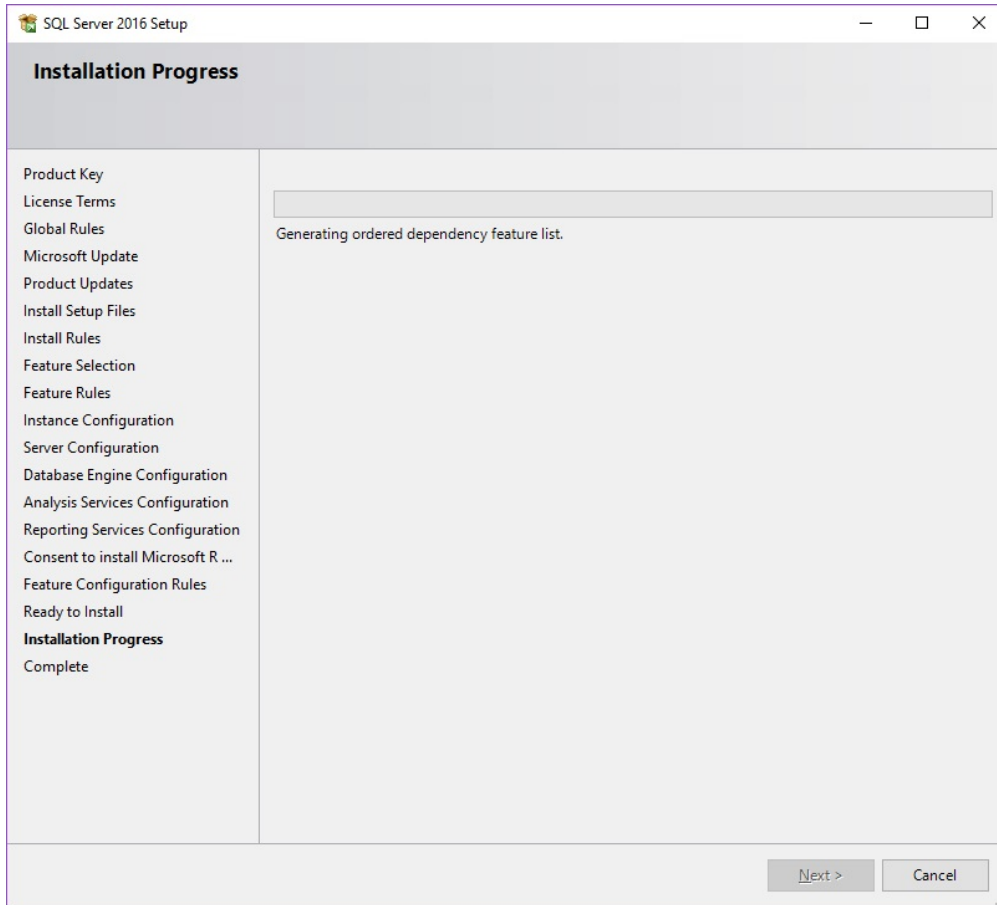 SQL Server 2016 Setup
Installation Progress
Product Key
License Terms
Global Rules
Microsoft Update
Product Updates
Install Setup Files
Install Rules
Feature Selection
Feature Rules
Instance Configuration
Server Configuration
Database Engine Configuration
Analysis Services Configuration
Reporting Services Configuration
Consent to install Microsoft R ...
Feature Configuration Rules
Ready to Install
Installation Progress
Complete
Generating ordered dependency feature list.
Next >
Cancel